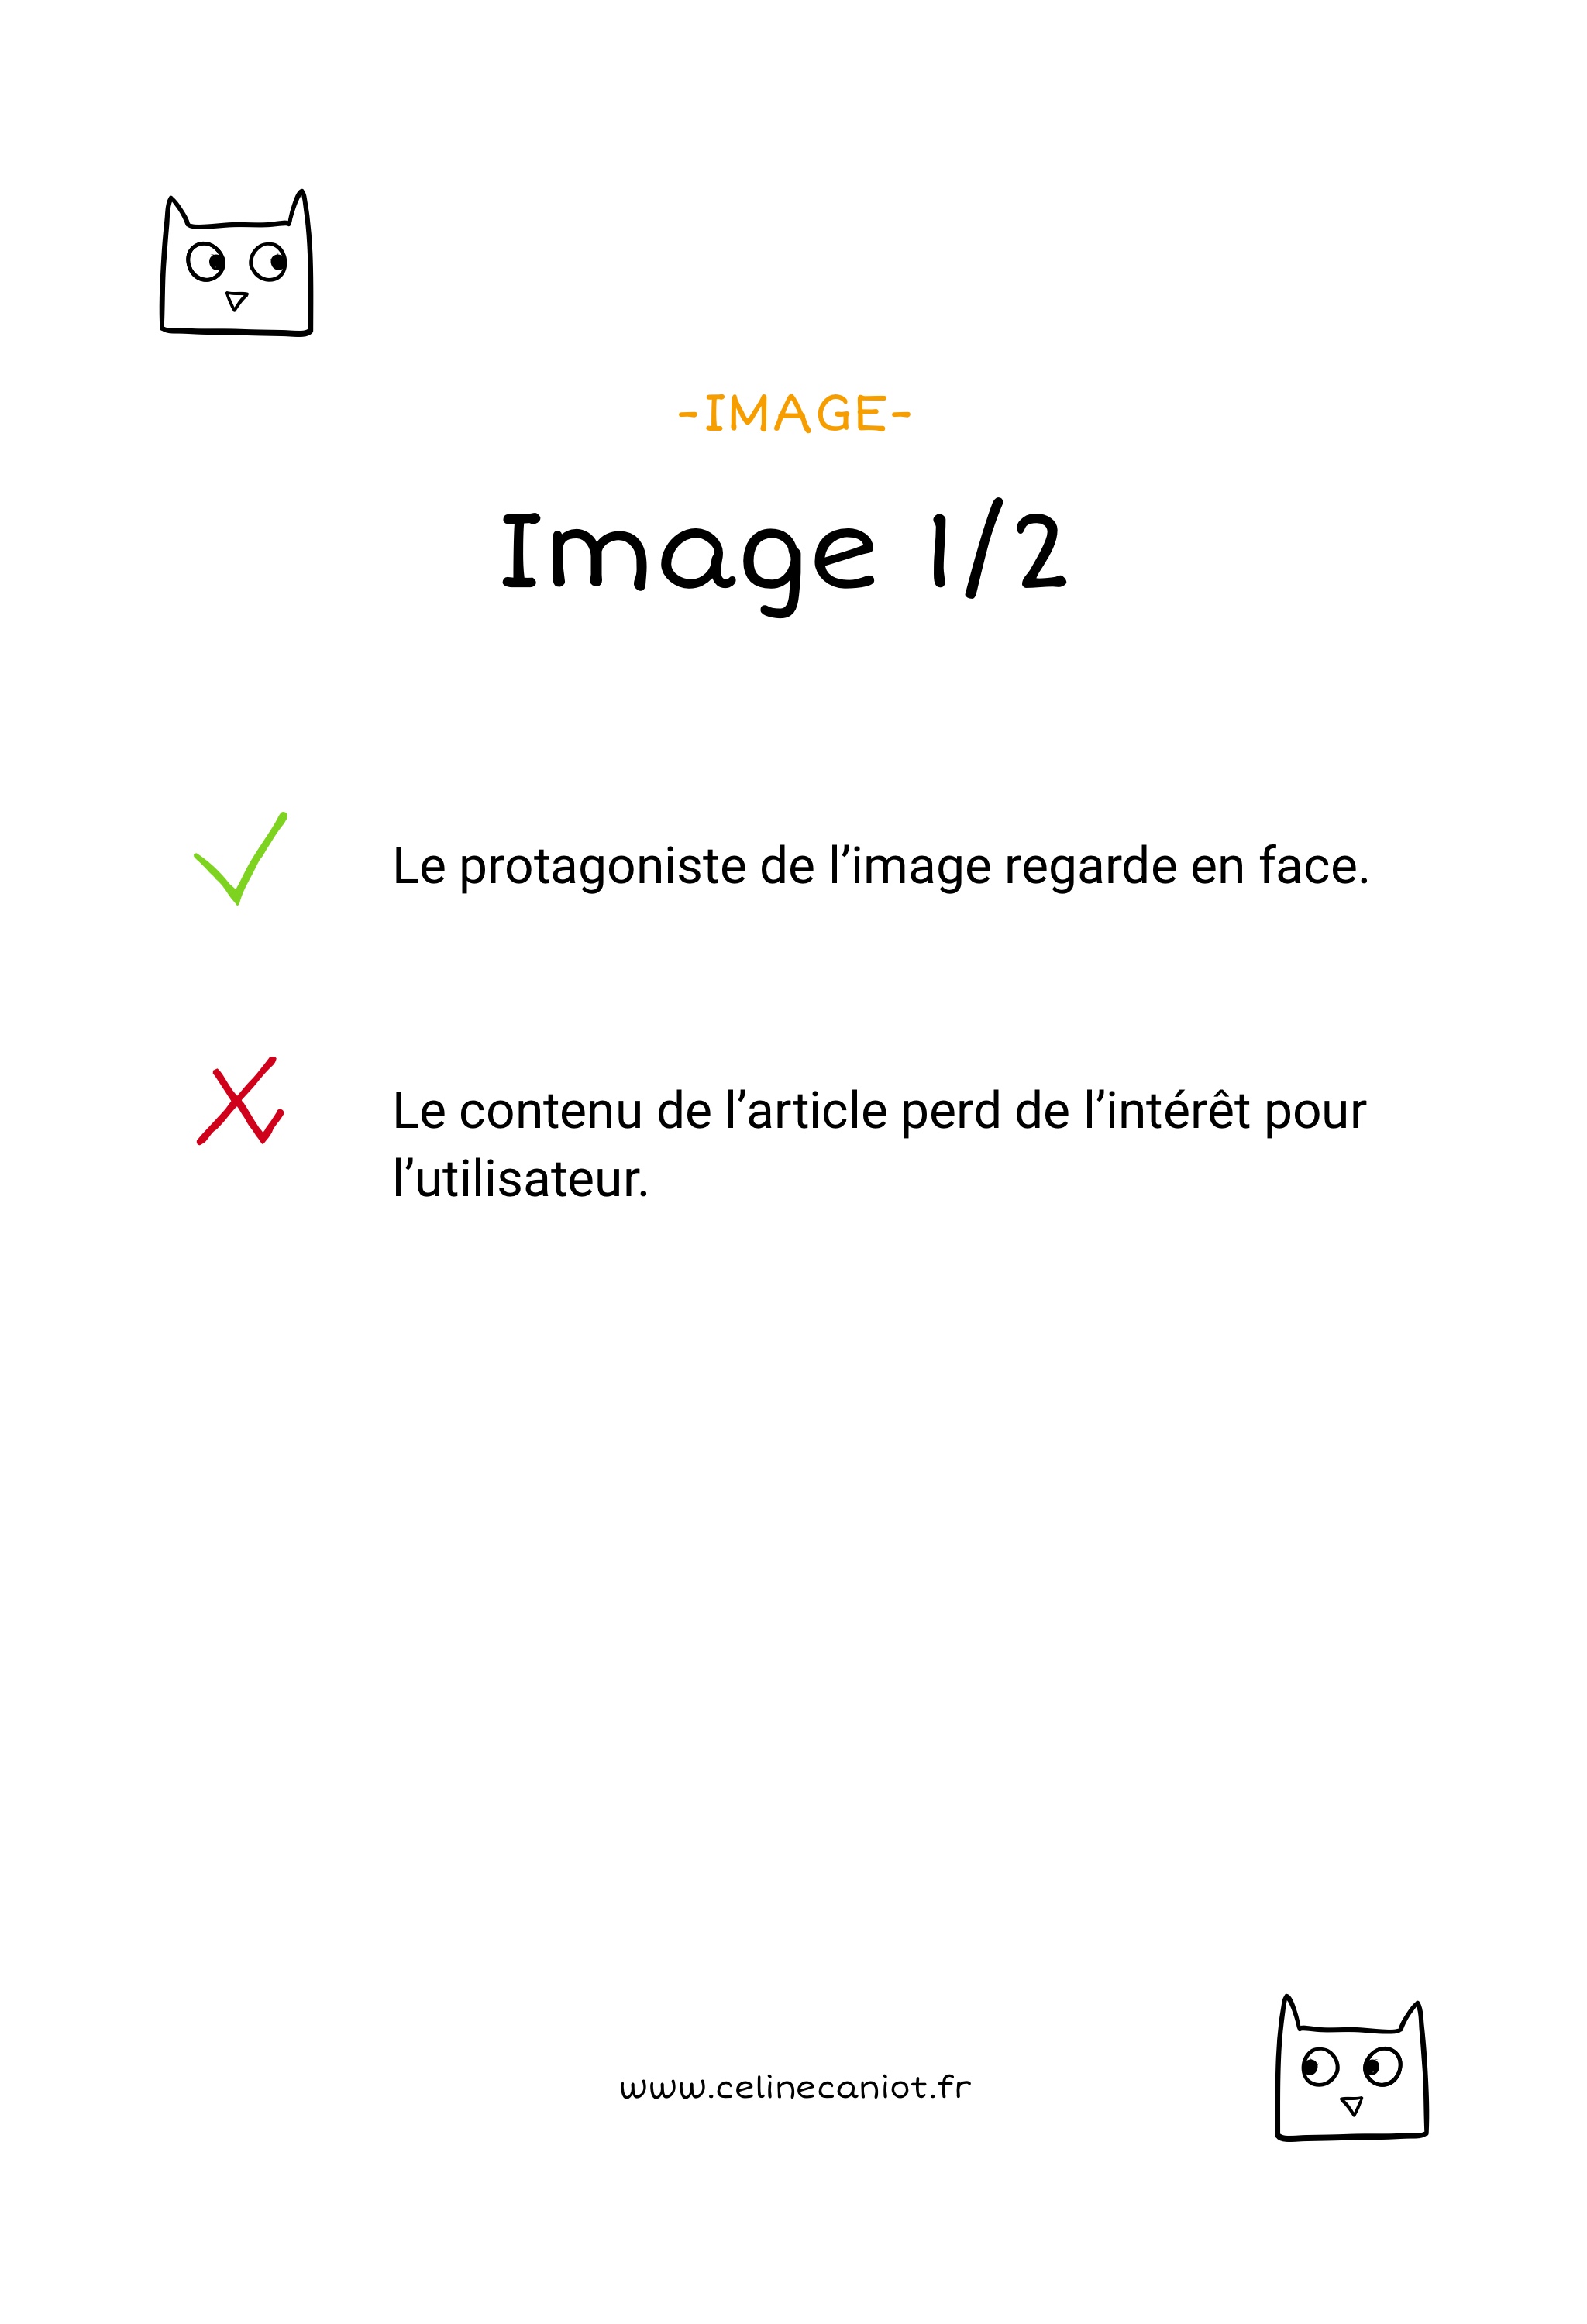 -IMAGE-
Image 1/2
Le protagoniste de l’image regarde en face.
Le contenu de l’article perd de l’intérêt pour
l’utilisateur.
www.celinecaniot.fr